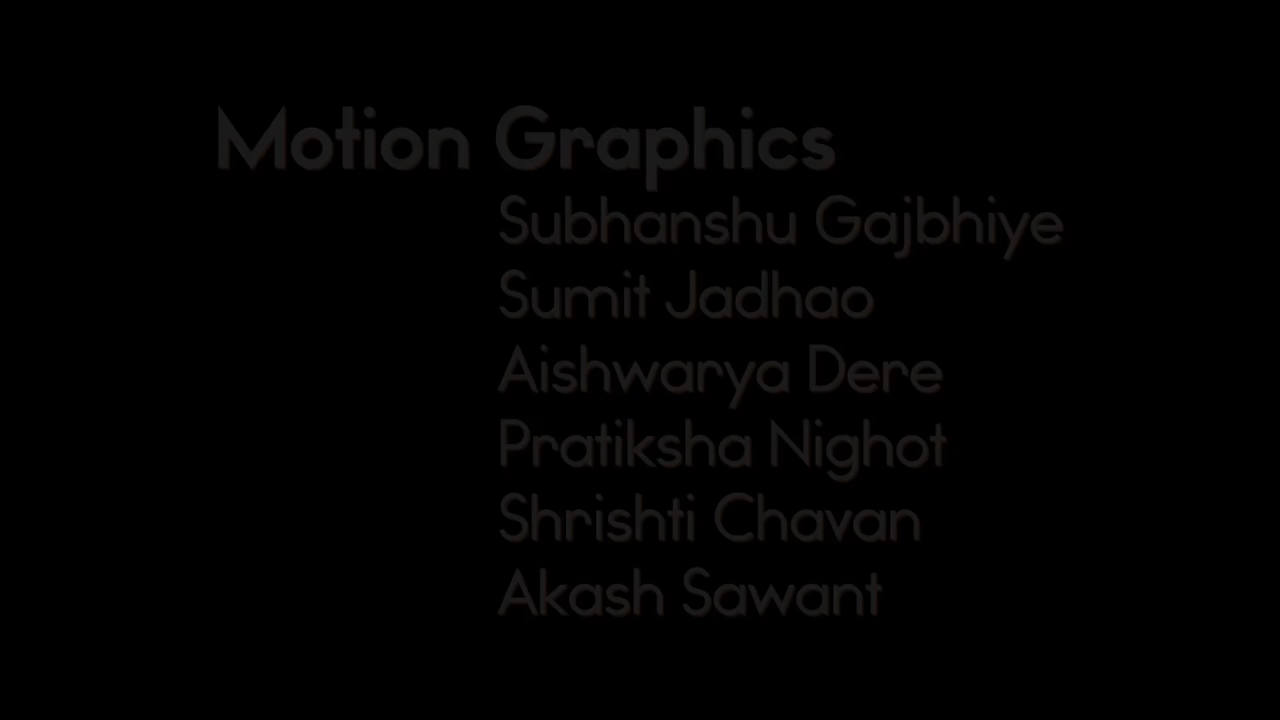 Motion Graphics
Subhanshu Gajbhiye
Sumit Jadhao
Aishwarya Dere
Pratiksha Nighot
Shrishti Chavan
Akash Sawant